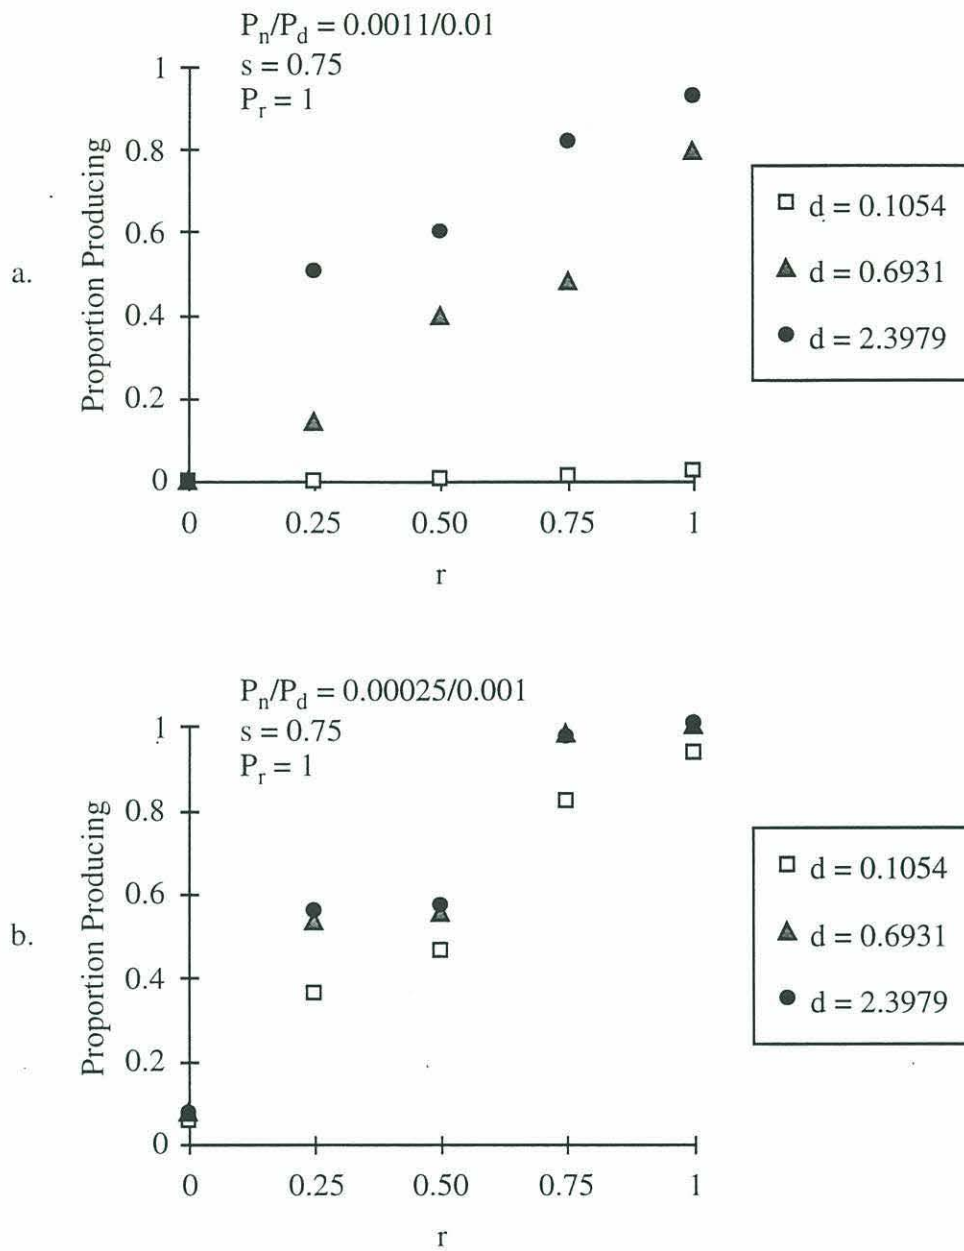 P_n/P_d = 0.0011/0.01
s = 0.75
P_r = 1
1
0.8
0.6
0.4
0.2
0
Proportion Producing
a.
0 0.25 0.50 0.75 1
r
d = 0.1054
d = 0.6931
d = 2.3979
P_n/P_d = 0.00025/0.001
s = 0.75
P_r = 1
1
0.8
0.6
0.4
0.2
0
Proportion Producing
b.
0 0.25 0.50 0.75 1
r
d = 0.1054
d = 0.6931
d = 2.3979